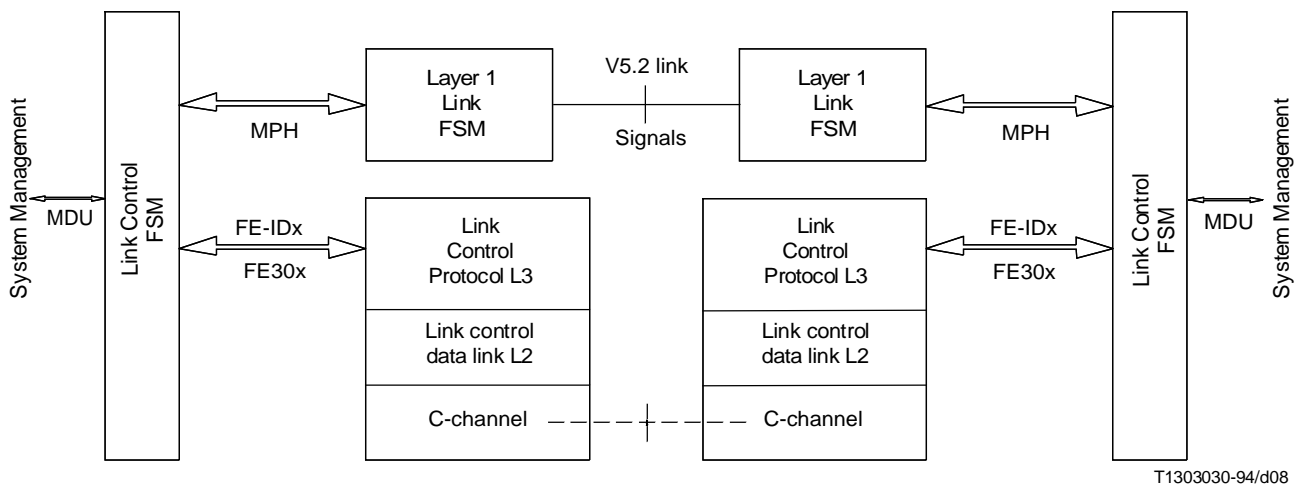 System Management
MDU
Link Control
FSM
MPH
FE-IDx
FE30x
Layer 1
Link
FSM
V5.2 link
Signals
Layer 1
Link
FSM
Link
Control
Protocol L3
Link control
data link L2
C-channel
Link
Control
Protocol L3
Link control
data link L2
C-channel
MPH
FE-IDx
FE30x
Link Control
FSM
MDU
System Management
T1303030-94/d08